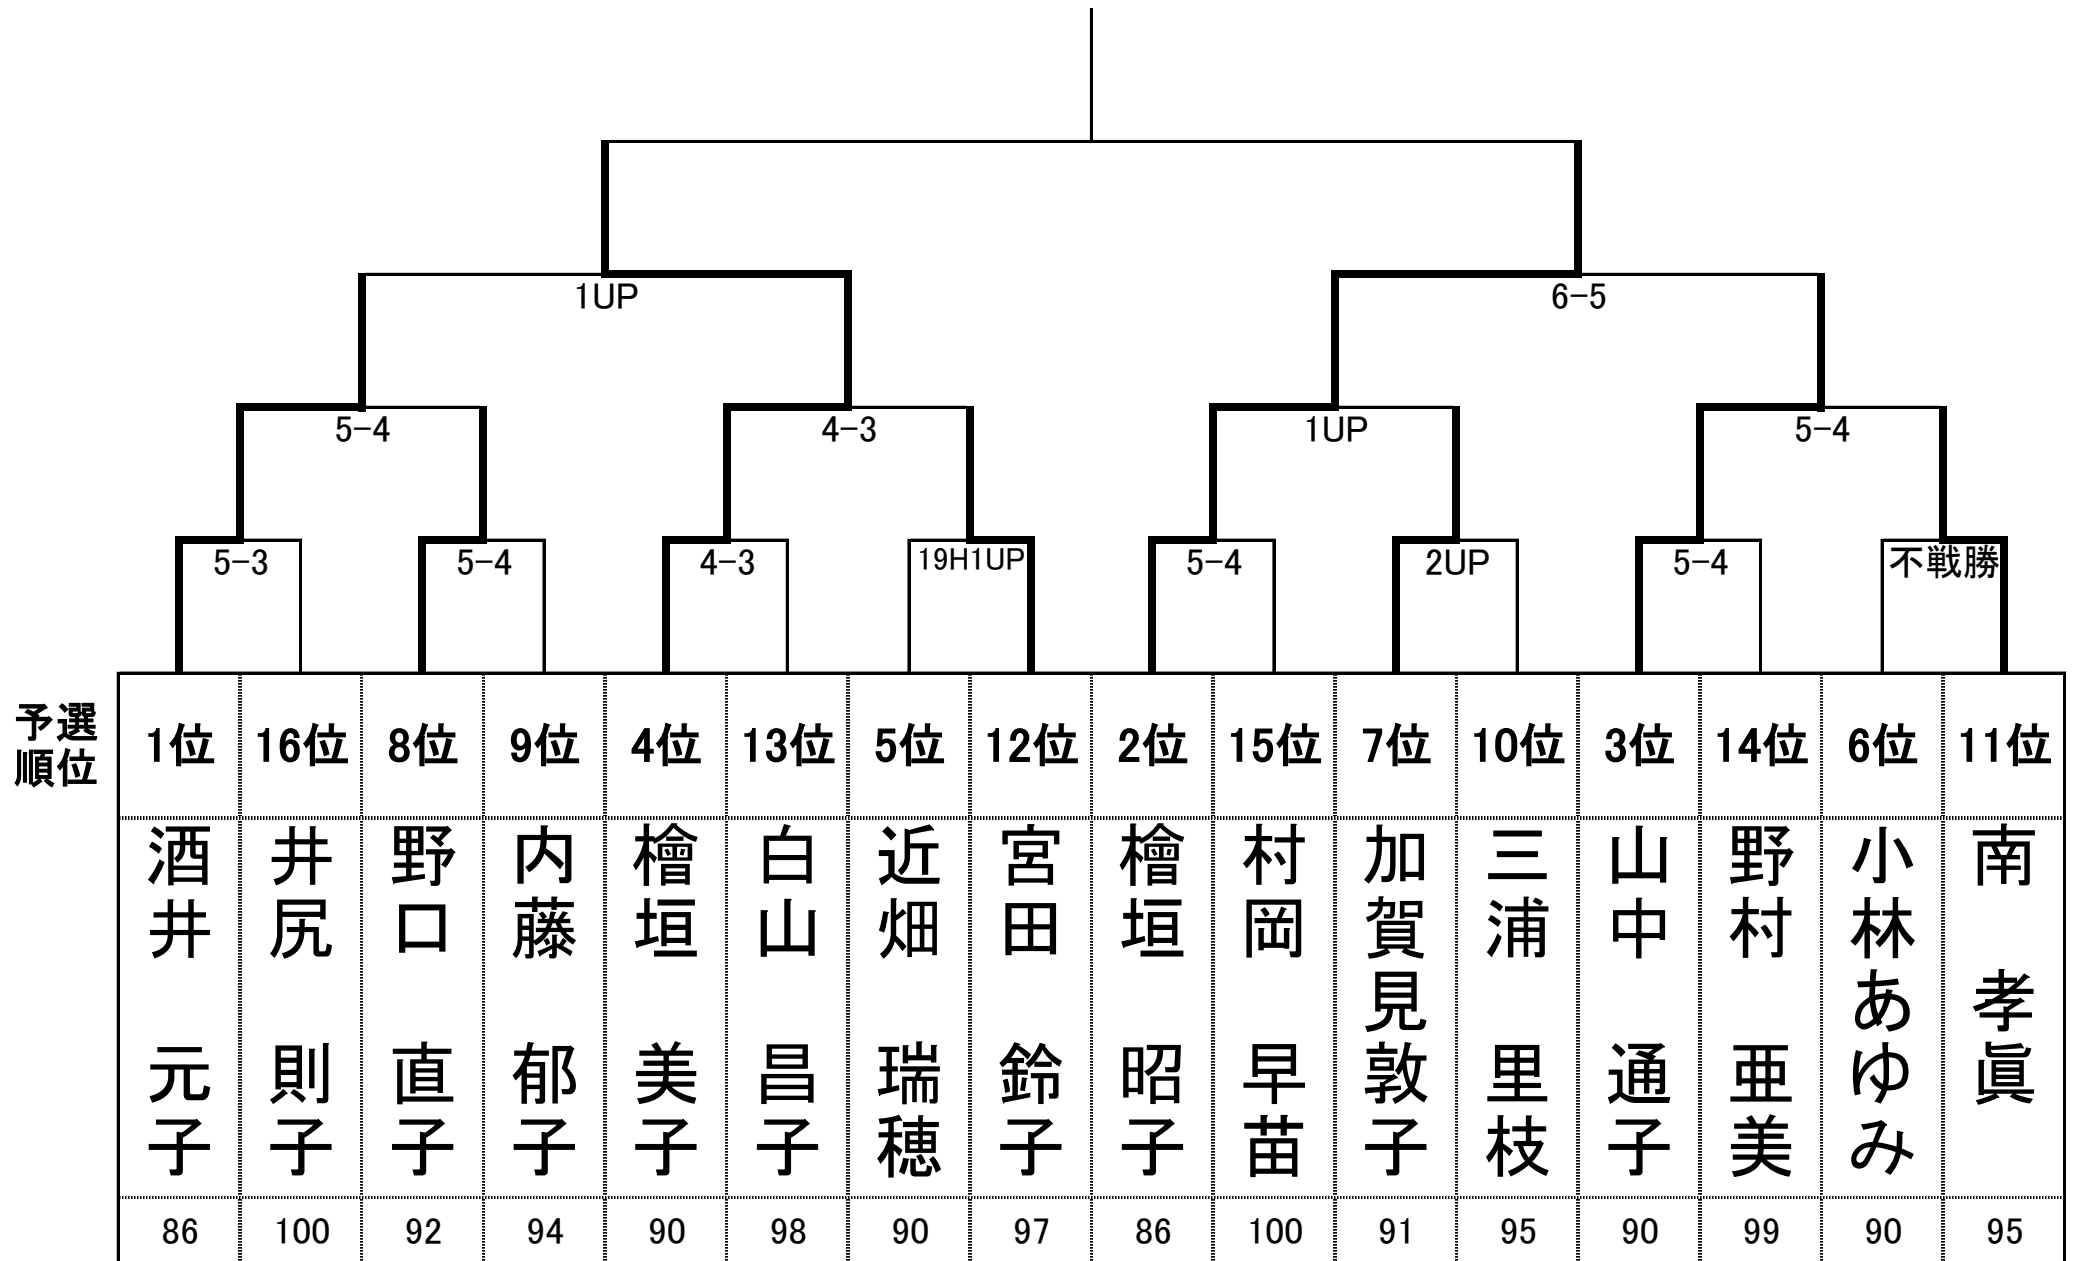 1UP 6-5
5-4 4-3 1UP 5-4
5-3 5-4 4-3 19H1UP 5-4 2UP 5-4 不戦勝
予選
順位
1位 16位 8位 9位 4位 13位 5位 12位 2位 15位 7位 10位 3位 14位 6位 11位
酒井 元子
井尻 則子
野口 直子
内藤 郁子
檜垣 美子
白山 昌子
近畑 瑞穂
宮田 鈴子
檜垣 昭子
村岡 早苗
加賀見敦子
三浦 里枝
山中 通子
野村 亜美
小林あゆみ
南 孝眞
86 100 92 94 90 98 90 97 86 100 91 95 90 99 90 95